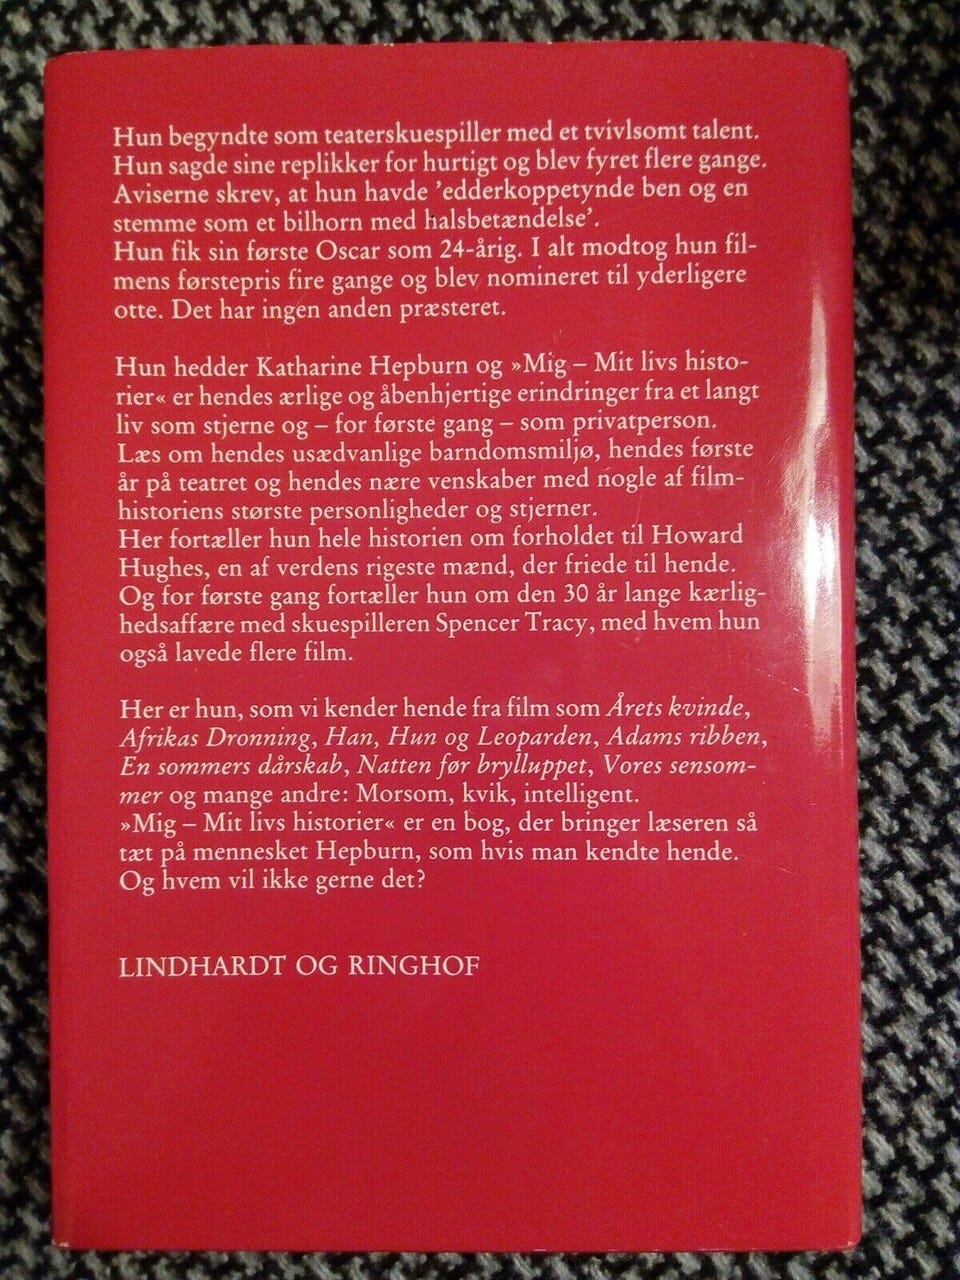 Hun begyndte som teaterskuespiller med et tvivlsomt talent.
Hun sagde sine replikker for hurtigt og blev fyret flere gange.
Aviserne skrev, at hun havde ’edderkoppetynde ben og en
stemme som et bilhorn med halsbetændelse’.
Hun fik sin første Oscar som 24-årig. I alt modtog hun fil-
mens førstepris fire gange og blev nomineret til yderligere
otte. Det har ingen anden præsteret.
Hun hedder Katharine Hepburn og »Mig – Mit livs histo-
rier« er hendes ærlige og åbenhjertige erindringer fra et langt
liv som stjerne og – for første gang – som privatperson.
Læs om hendes usædvanlige barndomsmiljø, hendes første
år på teatret og hendes nære venskaber med nogle af film-
historiens største personligheder og stjerner.
Her fortæller hun hele historien om forholdet til Howard
Hughes, en af verdens rigeste mænd, der friede til hende.
Og for første gang fortæller hun om den 30 år lange kærlig-
hedsaffære med skuespilleren Spencer Tracy, med hvem hun
også lavede flere film.
Her er hun, som vi kender hende fra film som Årets kvinde,
Afrikas Dronning, Han, Hun og Leoparden, Adams ribben,
En sommers dårskab, Natten før brylluppet, Vores sensom-
mer og mange andre: Morsom, kvik, intelligent.
»Mig – Mit livs historier« er en bog, der bringer læseren så
tæt på mennesket Hepburn, som hvis man kendte hende.
Og hvem vil ikke gerne det?
LINDHARDT OG RINGHOF